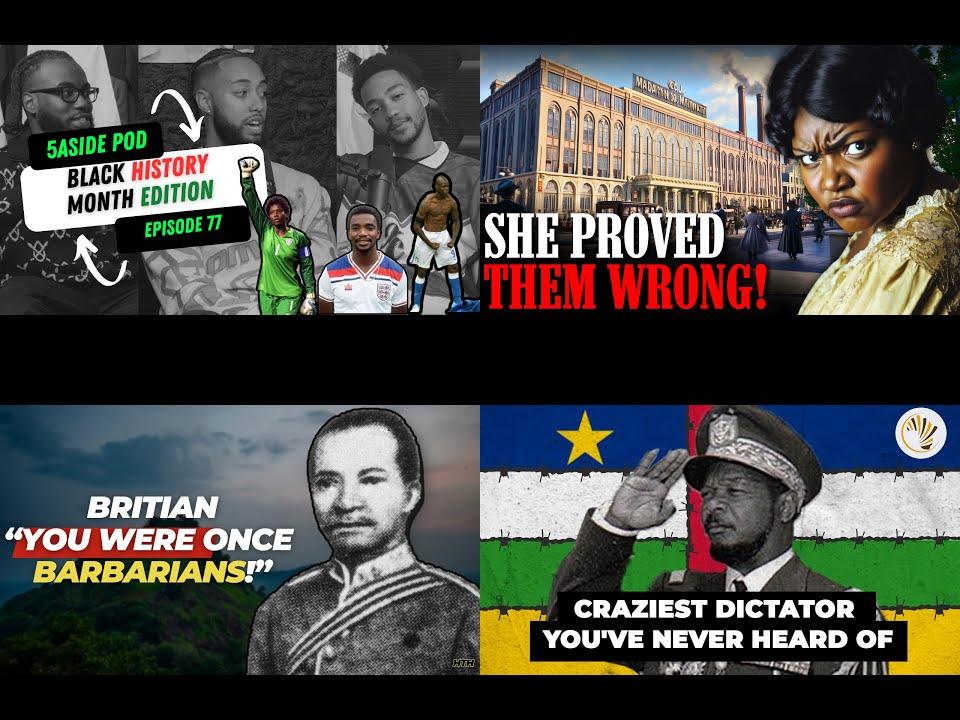 5ASIDE POD
BLACK HISTORY
MONTH EDITION
EPISODE 77
SHE PROVED
THEM WRONG!
BRITIAN
“YOU WERE ONCE
BARBARIANS!”
HTH
CRAZIEST DICTATOR
YOU'VE NEVER HEARD OF